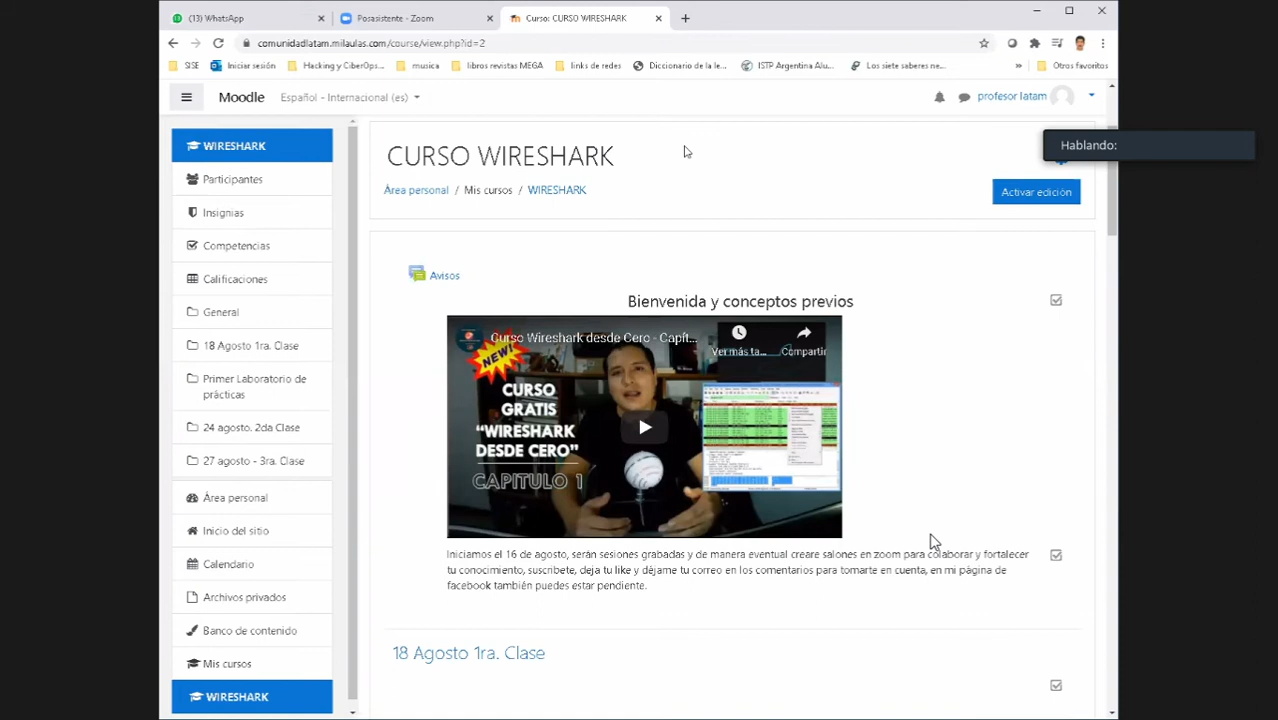 (13) WhatsApp
Posasistente - Zoom
Curso: CURSO WIRESHARK
comunidadlatam.milaulas.com/course/view.php?id=2
SISE
Iniciar sesión
Hacking y CiberOps...
musica
libros revistas MEGA
links de redes
Diccionario de la le...
ISTP Argentina Alu...
Los siete saberes ne...
»
Otros favoritos
Moodle
Español - Internacional (es)
profesor latam
Hablando:
WIRESHARK
Participantes
Insignias
Competencias
Calificaciones
General
18 Agosto 1ra. Clase
Primer Laboratorio de
prácticas
24 agosto. 2da Clase
27 agosto - 3ra. Clase
Área personal
Inicio del sitio
Calendario
Archivos privados
Banco de contenido
Mis cursos
WIRESHARK
CURSO WIRESHARK
Área personal / Mis cursos / WIRESHARK
Activar edición
Avisos
Bienvenida y conceptos previos
Curso Wireshark desde Cero - Capít...
Ver más ta...
Compartir
NEW!
CURSO
GRATIS
"WIRESHARK
DESDE CERO"
CAPITULO 1
Iniciamos el 16 de agosto, serán sesiones grabadas y de manera eventual creare salones en zoom para colaborar y fortalecer
tu conocimiento, suscribete, deja tu like y déjame tu correo en los comentarios para tomarte en cuenta, en mi página de
facebook también puedes estar pendiente.
18 Agosto 1ra. Clase